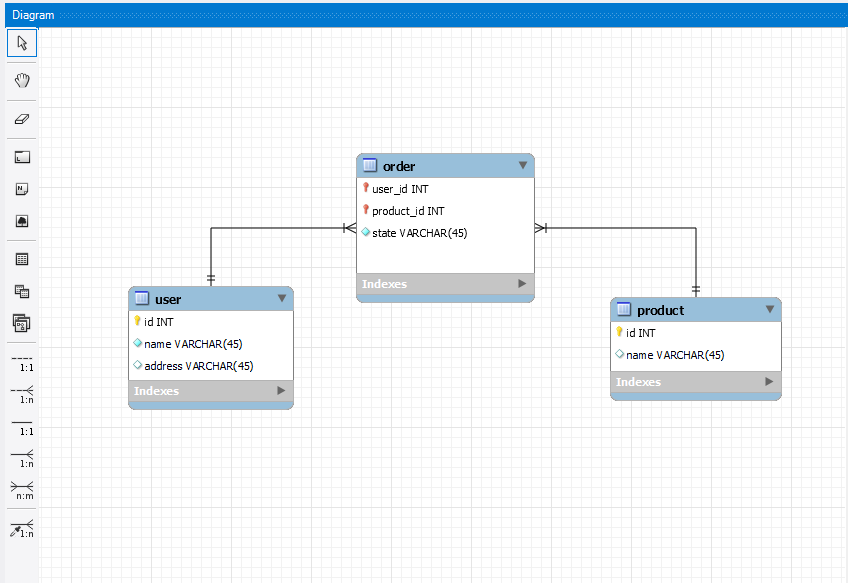 Diagram
order
user_id INT
product_id INT
state VARCHAR(45)
Indexes
user
id INT
name VARCHAR(45)
address VARCHAR(45)
Indexes
product
id INT
name VARCHAR(45)
Indexes
1:1
1:n
1:1
1:n
n:m
1:n